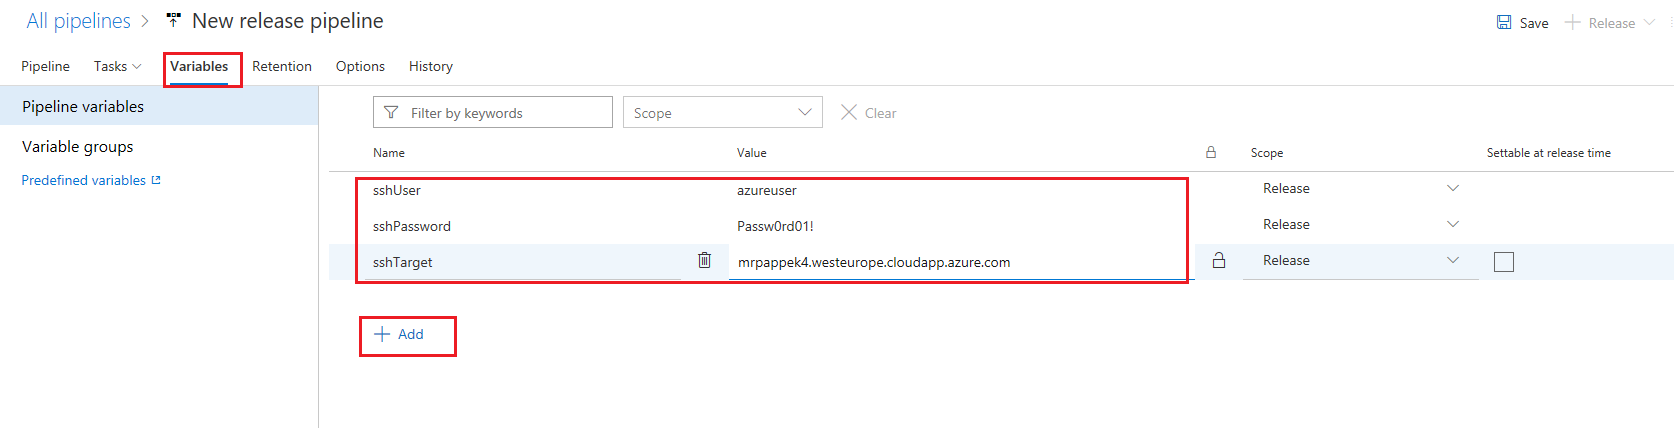 All pipelines > New release pipeline
Save + Release
Pipeline Tasks Variables Retention Options History
Pipeline variables
Variable groups
Predefined variables
Filter by keywords Scope Clear
Name Value Scope Settable at release time
sshUser azureuser Release
sshPassword Passw0rd01! Release
sshTarget mrpappek4.westeurope.cloudapp.azure.com Release
+ Add